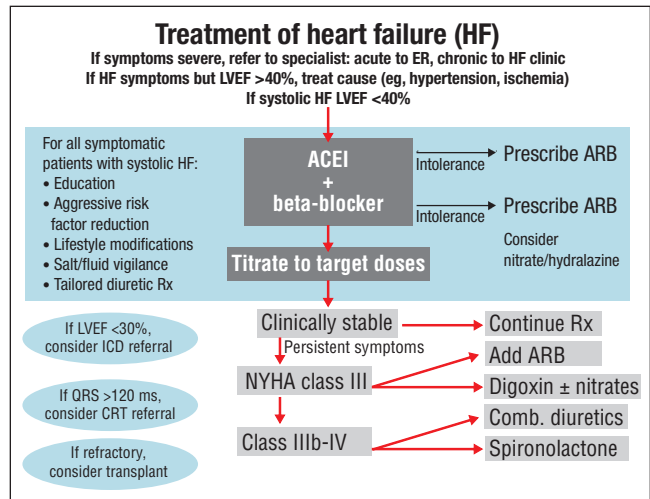 Treatment of heart failure (HF)
If symptoms severe, refer to specialist: acute to ER, chronic to HF clinic
If HF symptoms but LVEF >40%, treat cause (eg, hypertension, ischemia)
If systolic HF LVEF <40%
For all symptomatic
patients with systolic HF:
• Education
• Aggressive risk
factor reduction
• Lifestyle modifications
• Salt/fluid vigilance
• Tailored diuretic Rx
ACEI
+
beta-blocker
Intolerance
Prescribe ARB
Intolerance
Prescribe ARB
Consider
nitrate/hydralazine
Titrate to target doses
If LVEF <30%,
consider ICD referral
If QRS >120 ms,
consider CRT referral
If refractory,
consider transplant
Clinically stable
Continue Rx
Persistent symptoms
NYHA class III
Add ARB
Digoxin ± nitrates
Class IIIb-IV
Comb. diuretics
Spironolactone